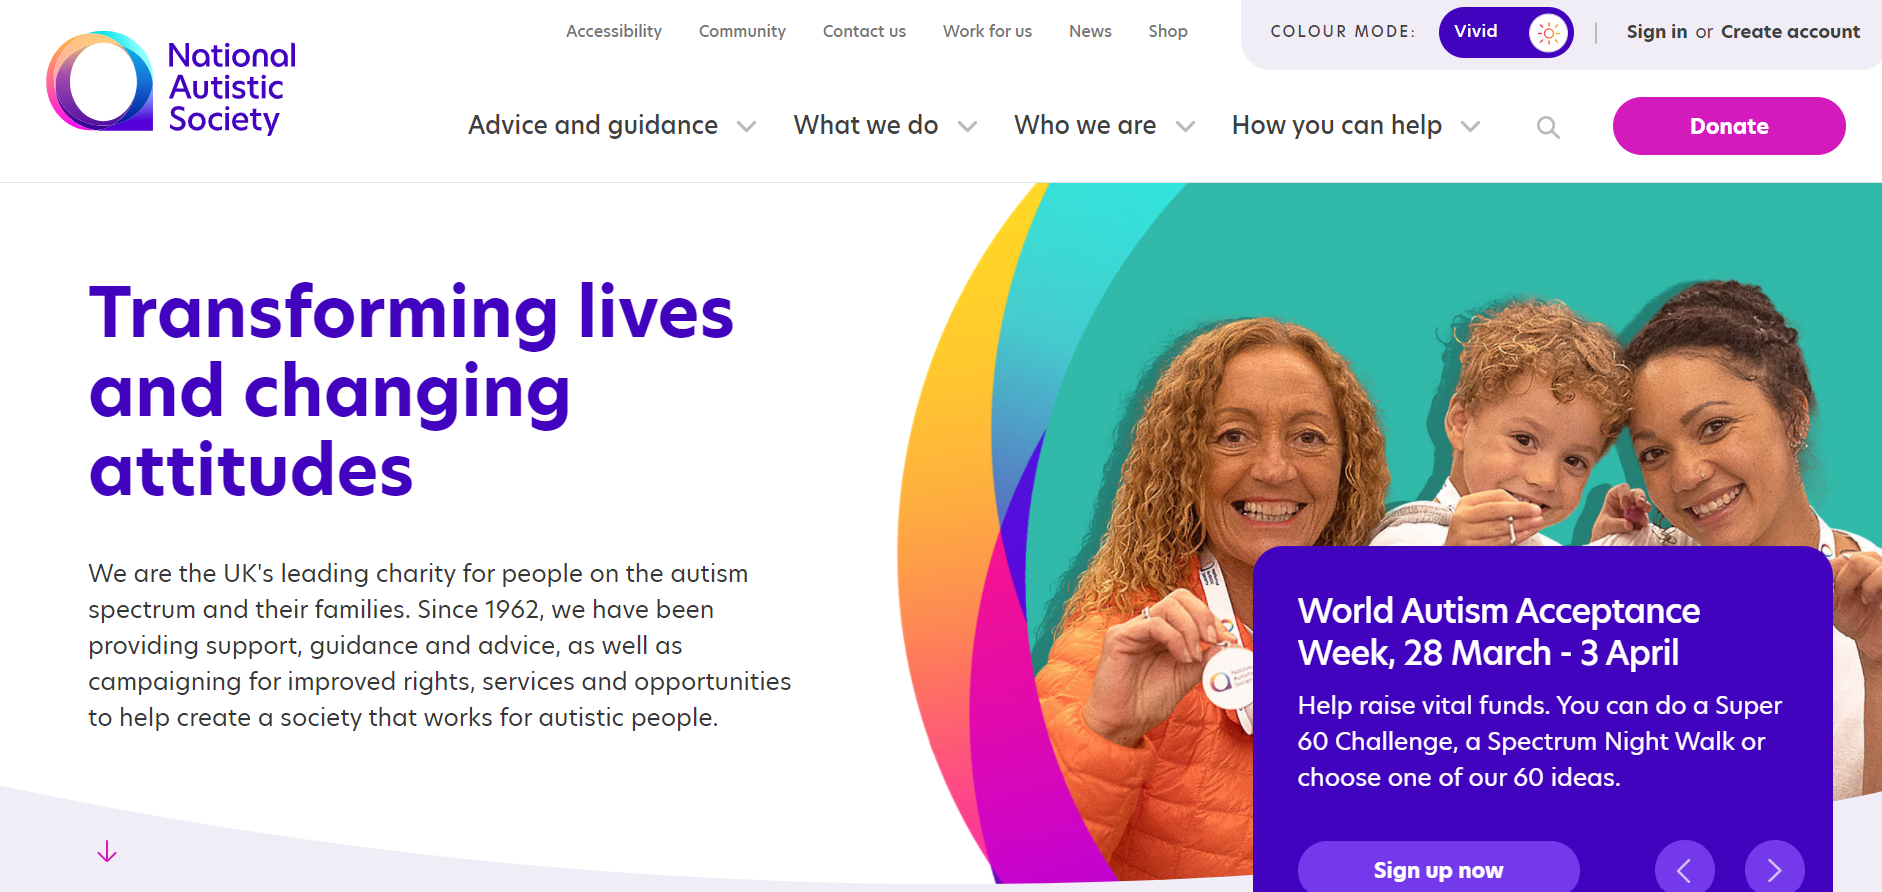 Accessibility
Community
Contact us
Work for us
News
Shop
COLOUR MODE:
Vivid
Sign in or Create account
National
Autistic
Society
Advice and guidance
What we do
Who we are
How you can help
Donate
Transforming lives
and changing
attitudes
We are the UK's leading charity for people on the autism
spectrum and their families. Since 1962, we have been
providing support, guidance and advice, as well as
campaigning for improved rights, services and opportunities
to help create a society that works for autistic people.
National
Autistic
Society
World Autism Acceptance
Week, 28 March - 3 April
Help raise vital funds. You can do a Super
60 Challenge, a Spectrum Night Walk or
choose one of our 60 ideas.
Sign up now